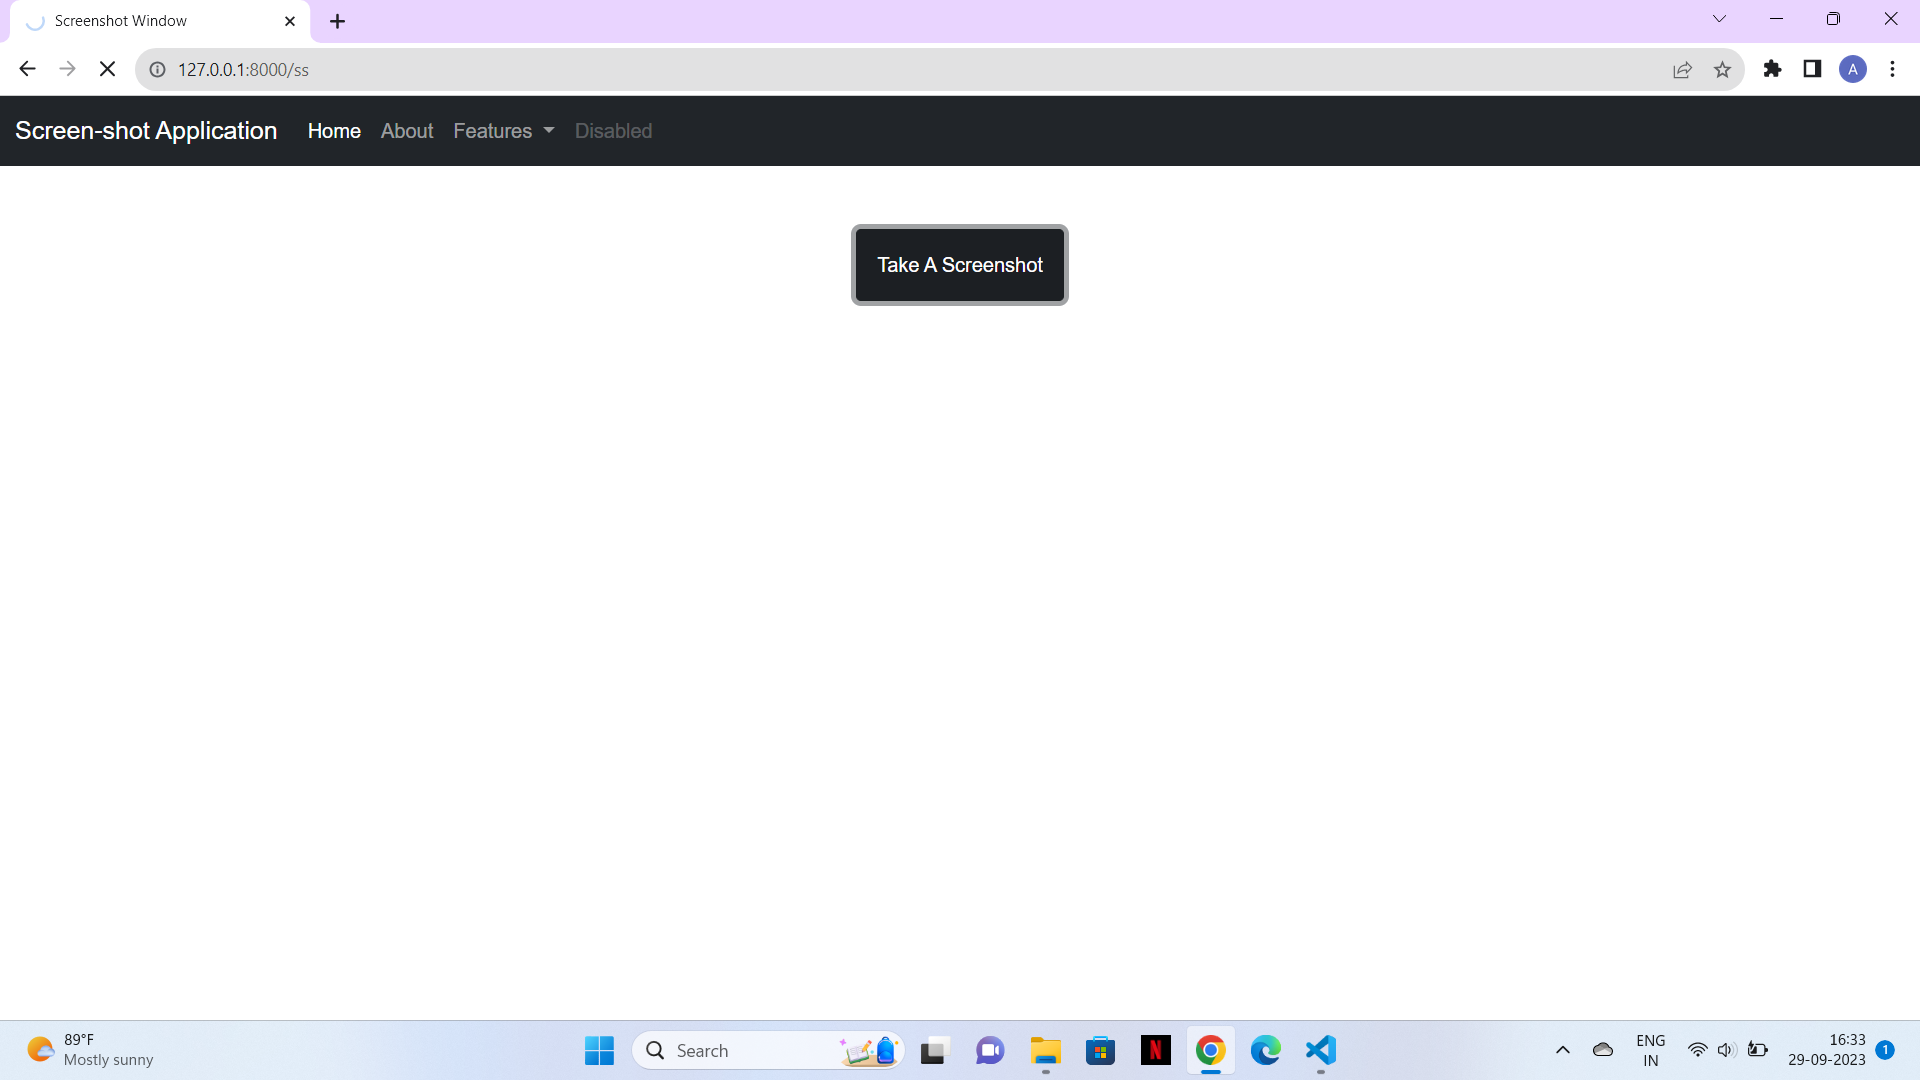 Screenshot Window
127.0.0.1:8000/ss
A
Screen-shot Application Home About Features Disabled
Take A Screenshot
89°F
Mostly sunny
Search
N
ENG
IN
16:33
29-09-2023
1